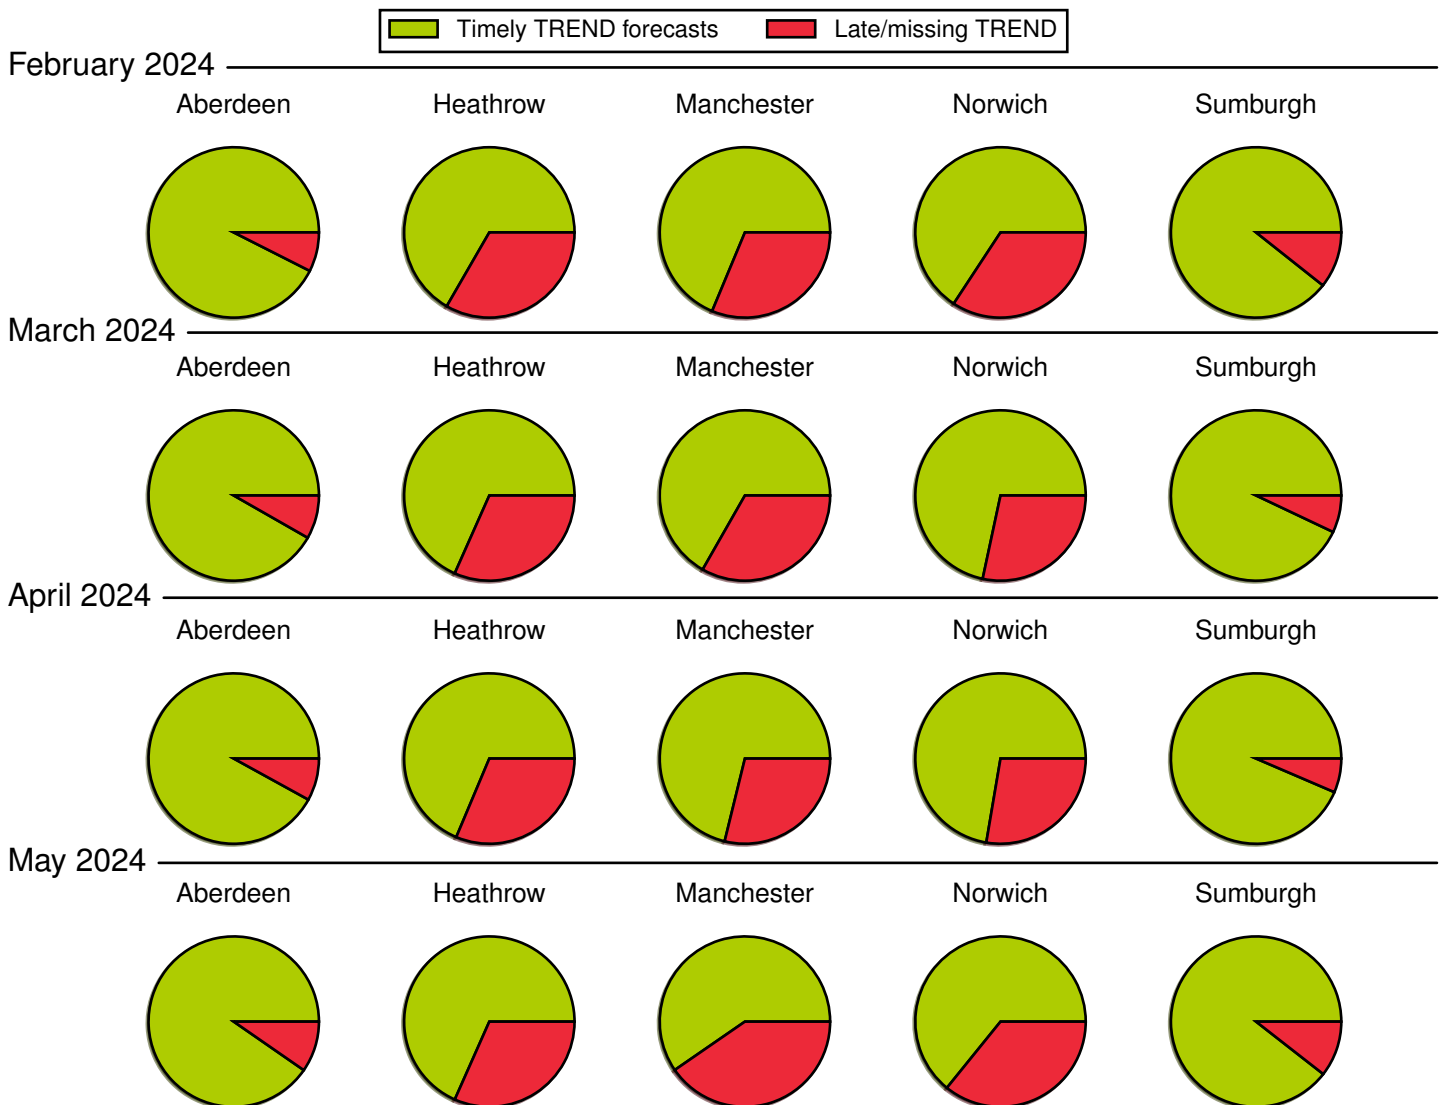 Timely TREND forecasts Late/missing TREND
February 2024
Aberdeen Heathrow Manchester Norwich Sumburgh
March 2024
Aberdeen Heathrow Manchester Norwich Sumburgh
April 2024
Aberdeen Heathrow Manchester Norwich Sumburgh
May 2024
Aberdeen Heathrow Manchester Norwich Sumburgh